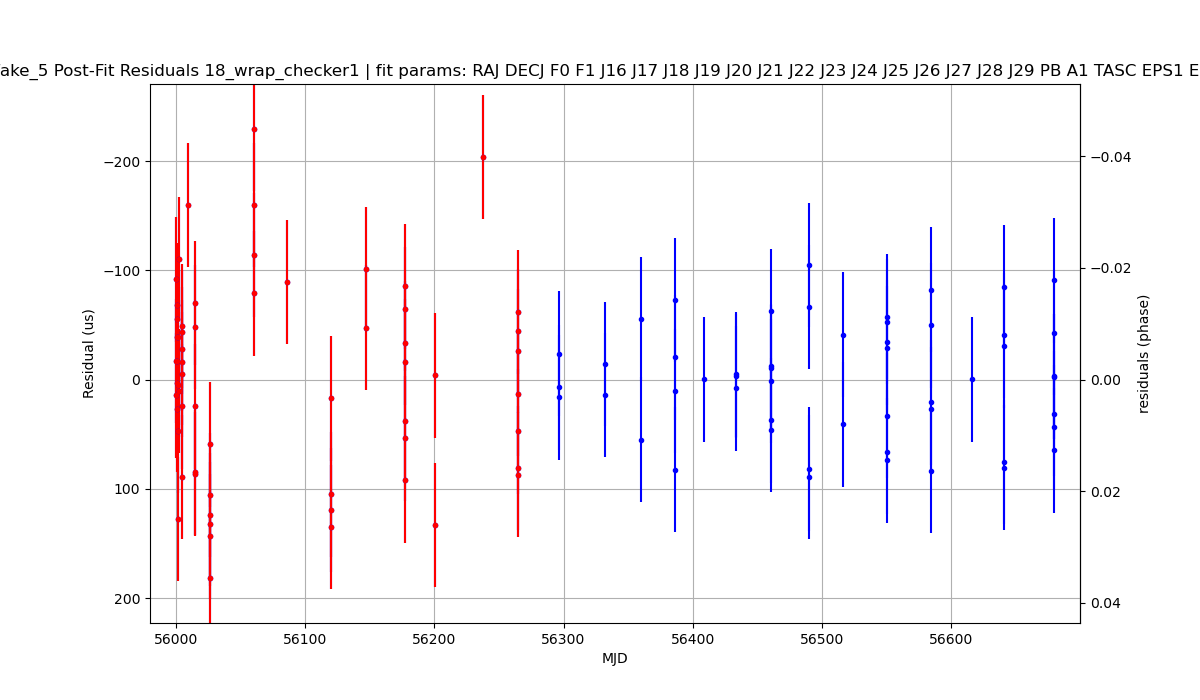 ake_5 Post-Fit Residuals 18_wrap_checker1 | fit params: RAJ DECJ F0 F1 J16 J17 J18 J19 J20 J21 J22 J23 J24 J25 J26 J27 J28 J29 PB A1 TASC EPS1 E
−200
−100
0
100
200
Residual (us)
−0.04
−0.02
0.00
0.02
0.04
residuals (phase)
56000 56100 56200 56300 56400 56500 56600
MJD